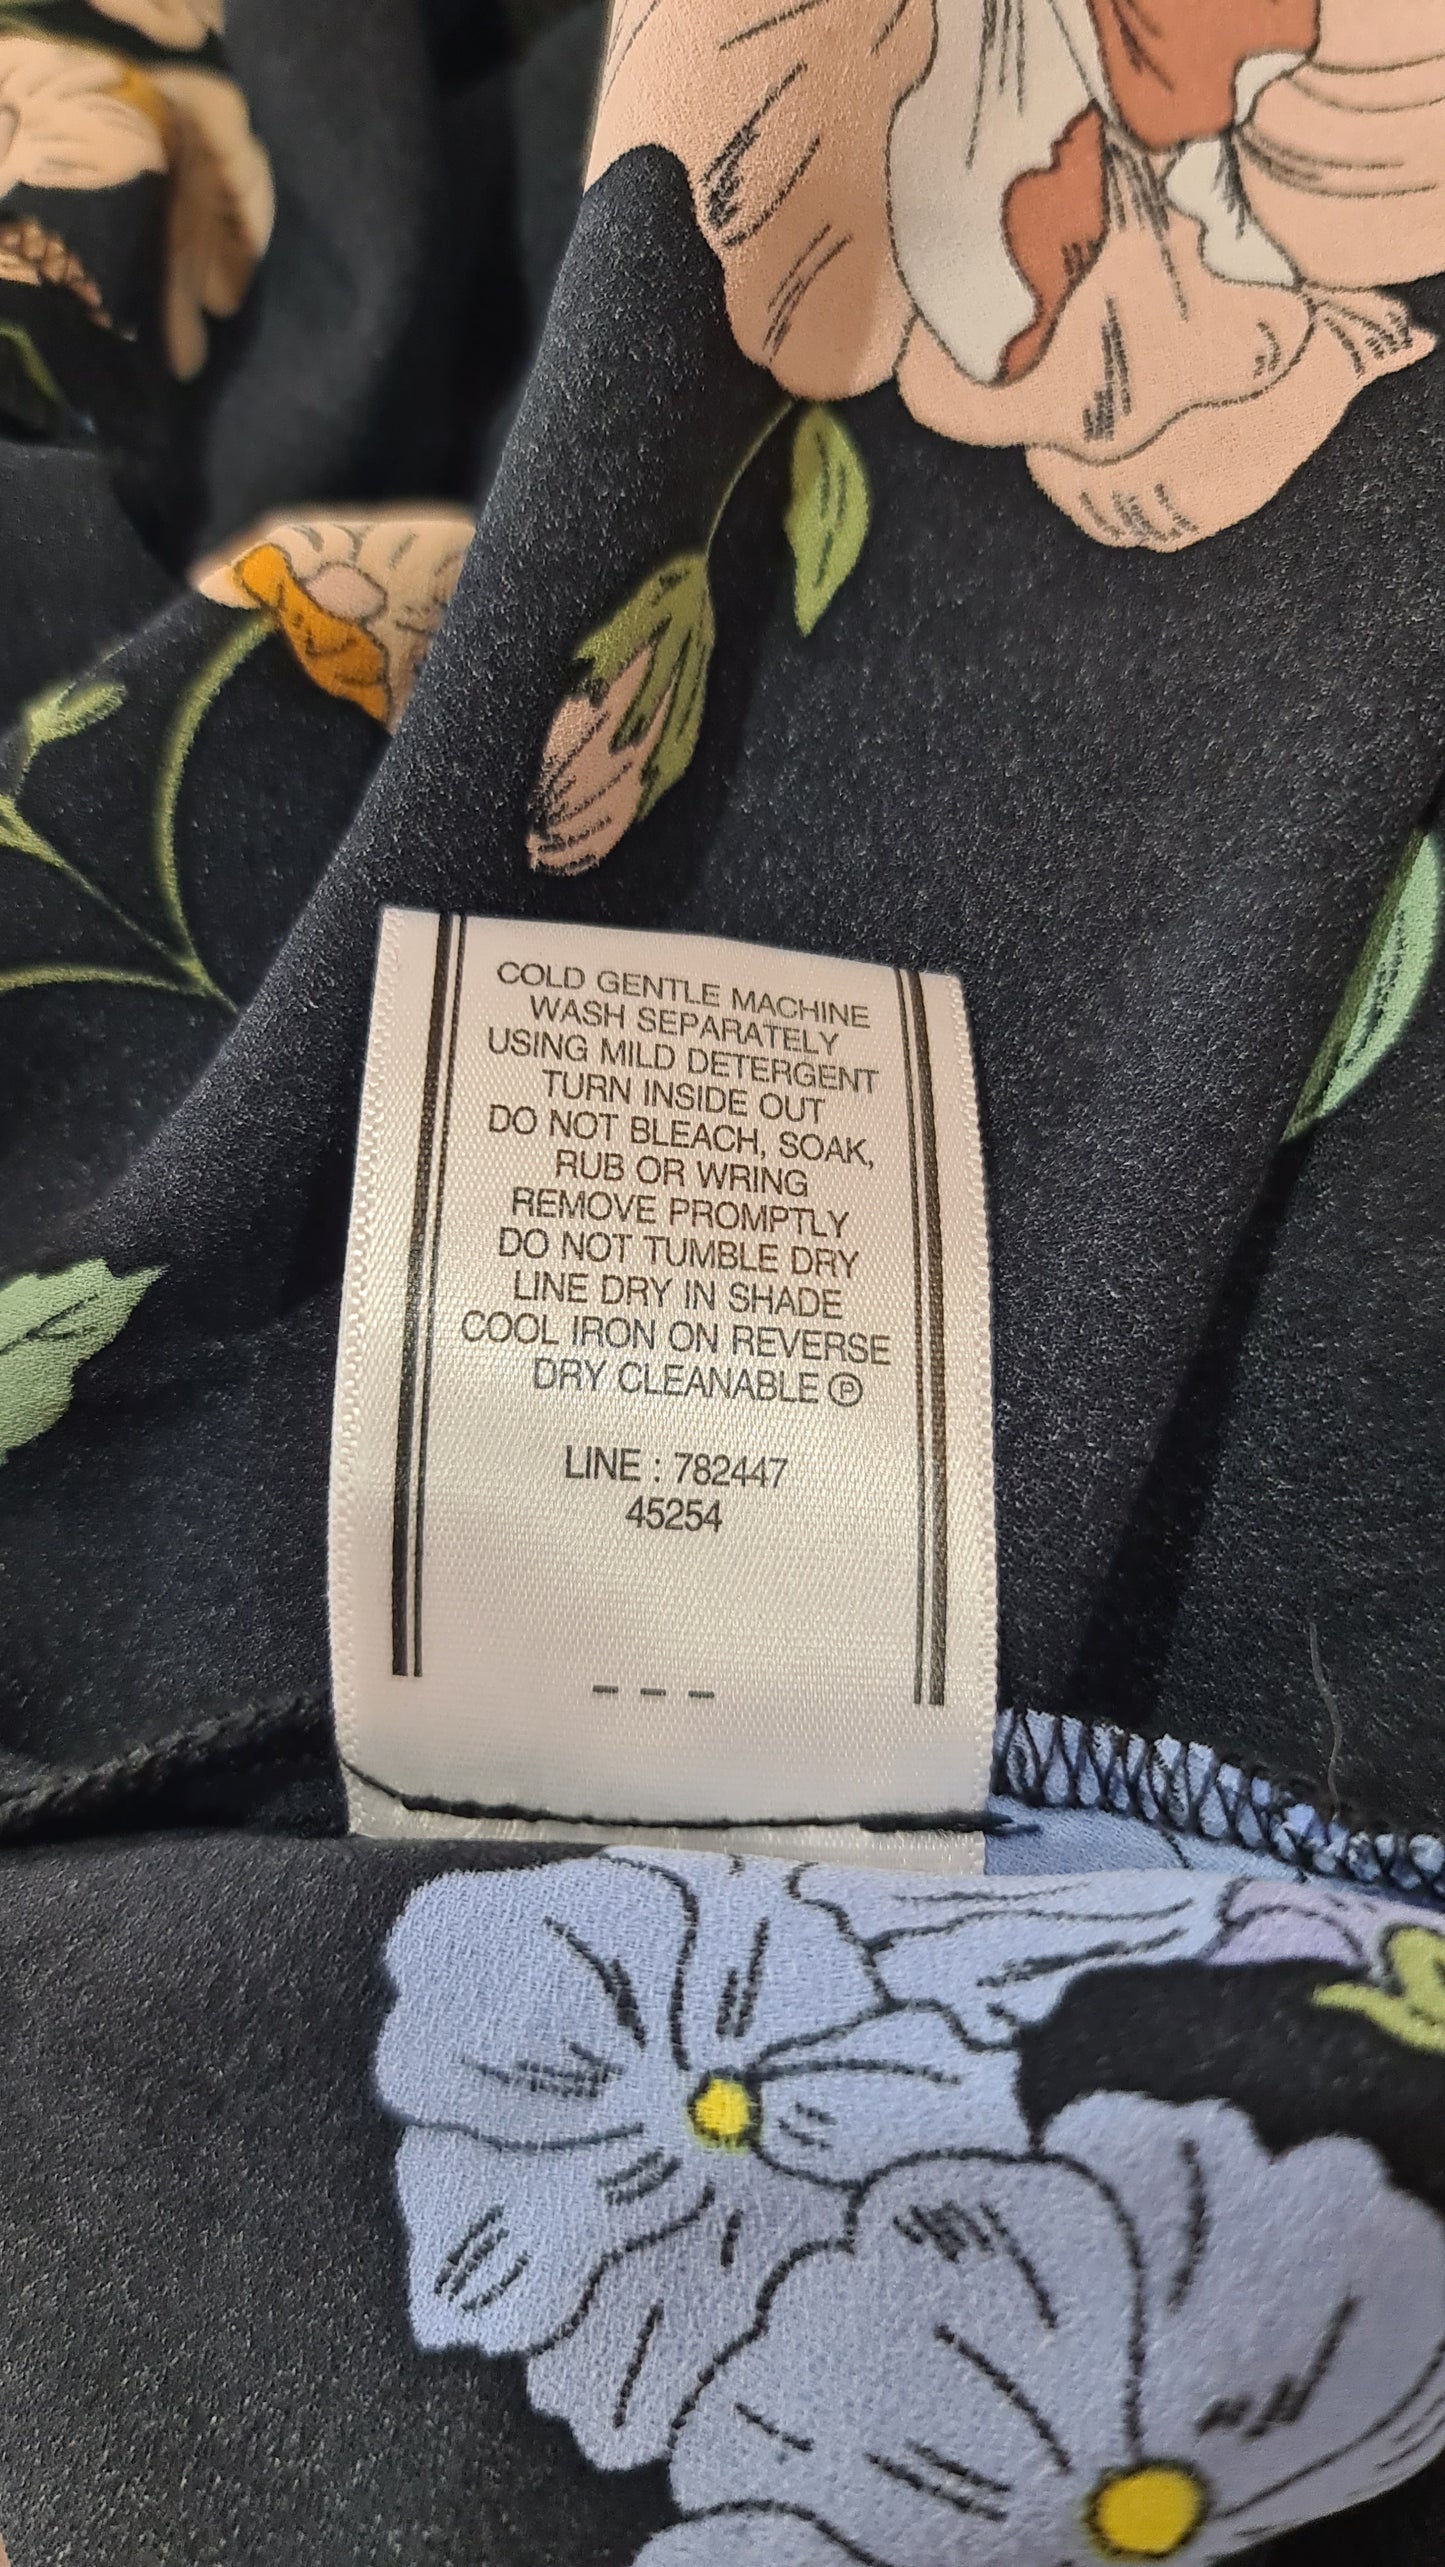 COLD GENTLE MACHINE
WASH SEPARATELY
USING MILD DETERGENT
TURN INSIDE OUT
DO NOT BLEACH, SOAK,
RUB OR WRING
REMOVE PROMPTLY
DO NOT TUMBLE DRY
LINE DRY IN SHADE
COOL IRON ON REVERSE
DRY CLEANABLE Ⓟ
LINE : 782447
45254
– – –